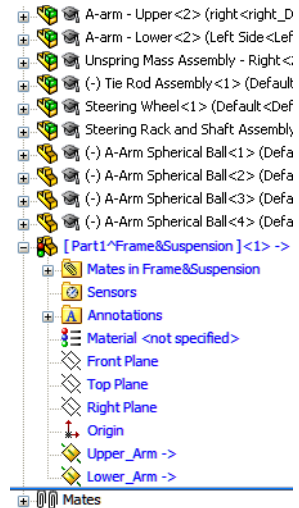 A-arm - Upper<2> (right<right_D
A-arm - Lower<2> (Left Side<Lef
Unspring Mass Assembly - Right<2
(-) Tie Rod Assembly<1> (Default
Steering Wheel<1> (Default<Def
Steering Rack and Shaft Assembly
(-) A-Arm Spherical Ball<1> (Defa
(-) A-Arm Spherical Ball<2> (Defa
(-) A-Arm Spherical Ball<3> (Defa
(-) A-Arm Spherical Ball<4> (Defa
[ Part1^Frame&Suspension ]<1> ->
Mates in Frame&Suspension
Sensors
A Annotations
Material <not specified>
Front Plane
Top Plane
Right Plane
Origin
Upper_Arm ->
Lower_Arm ->
Mates